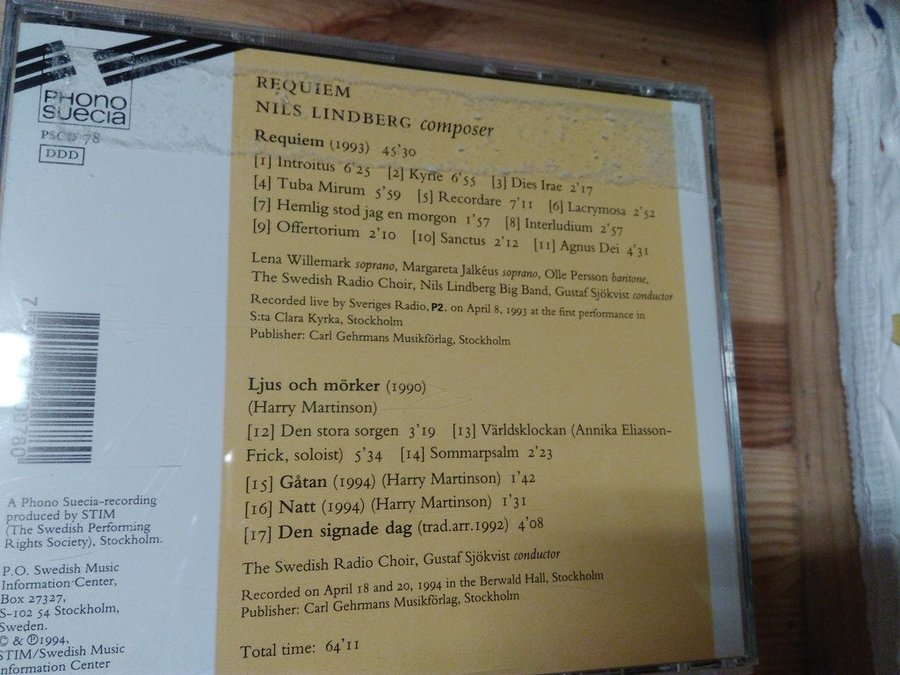 PHONO
SUECIA
PSCD 78
DDD
REQUIEM
NILS LINDBERG composer
Requiem (1993) 45'30
[1] Introitus 6'25 [2] Kyrie 6'55 [3] Dies Irae 2'17
[4] Tuba Mirum 5'59 [5] Recordare 7'11 [6] Lacrymosa 2'52
[7] Hemlig stod jag en morgon 1'57 [8] Interludium 2'57
[9] Offertorium 2'10 [10] Sanctus 2'12 [11] Agnus Dei 4'31
Lena Willemark soprano, Margareta Jalkéus soprano, Olle Persson baritone,
The Swedish Radio Choir, Nils Lindberg Big Band, Gustaf Sjökvist conductor
Recorded live by Sveriges Radio, P2, on April 8, 1993 at the first performance in
S:ta Clara Kyrka, Stockholm
Publisher: Carl Gehrmans Musikförlag, Stockholm
Ljus och mörker (1990)
(Harry Martinson)
[12] Den stora sorgen 3'19 [13] Världsklockan (Annika Eliasson-
Frick, soloist) 5'34 [14] Sommarpsalm 2'23
[15] Gåtan (1994) (Harry Martinson) 1'42
[16] Natt (1994) (Harry Martinson) 1'31
[17] Den signade dag (trad.arr.1992) 4'08
The Swedish Radio Choir, Gustaf Sjökvist conductor
Recorded on April 18 and 20, 1994 in the Berwald Hall, Stockholm
Publisher: Carl Gehrmans Musikförlag, Stockholm
Total time: 64'11
A Phono Suecia-recording
produced by STIM
(The Swedish Performing
Rights Society), Stockholm.
P.O. Swedish Music
Information Center,
Box 27327,
S-102 54 Stockholm,
Sweden.
© & ℗1994,
STIM/Swedish Music
Information Center